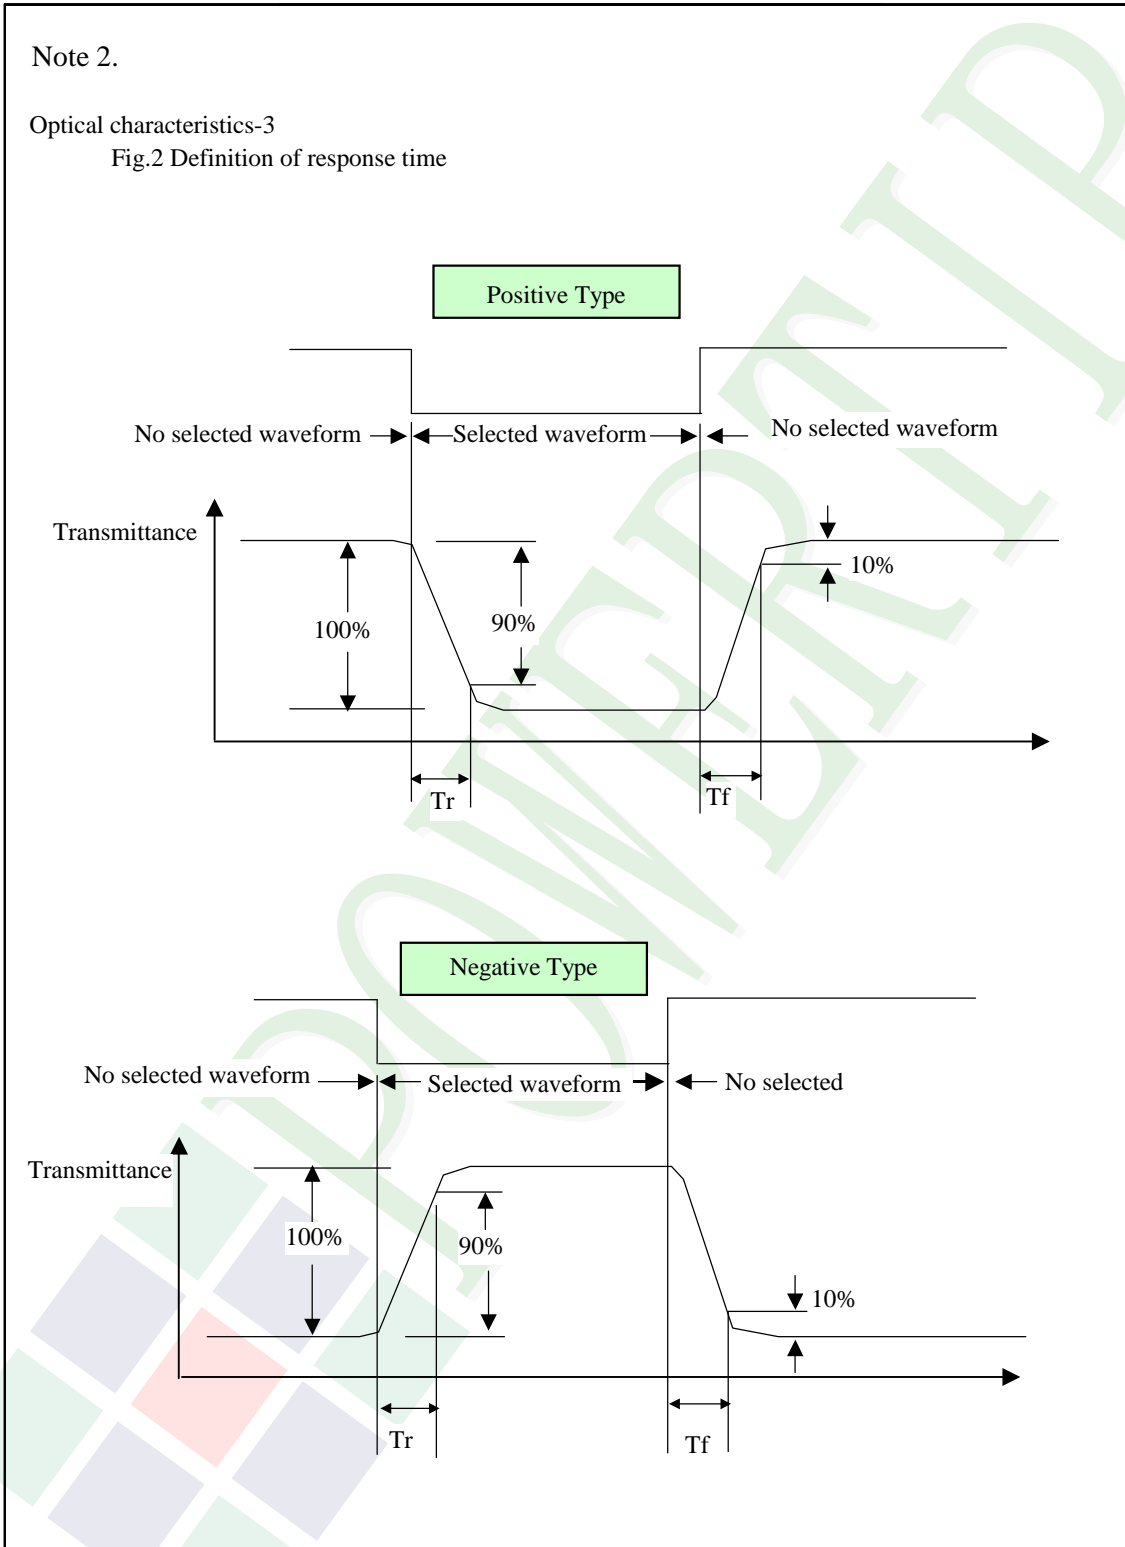 Note 2.
Optical characteristics-3
Fig.2 Definition of response time
Positive Type
No selected waveform
Selected waveform
No selected waveform
Transmittance
10%
90%
100%
Tr
Tf
Negative Type
No selected waveform
Selected waveform
No selected
Transmittance
100%
90%
10%
Tr
Tf
POWERTIP